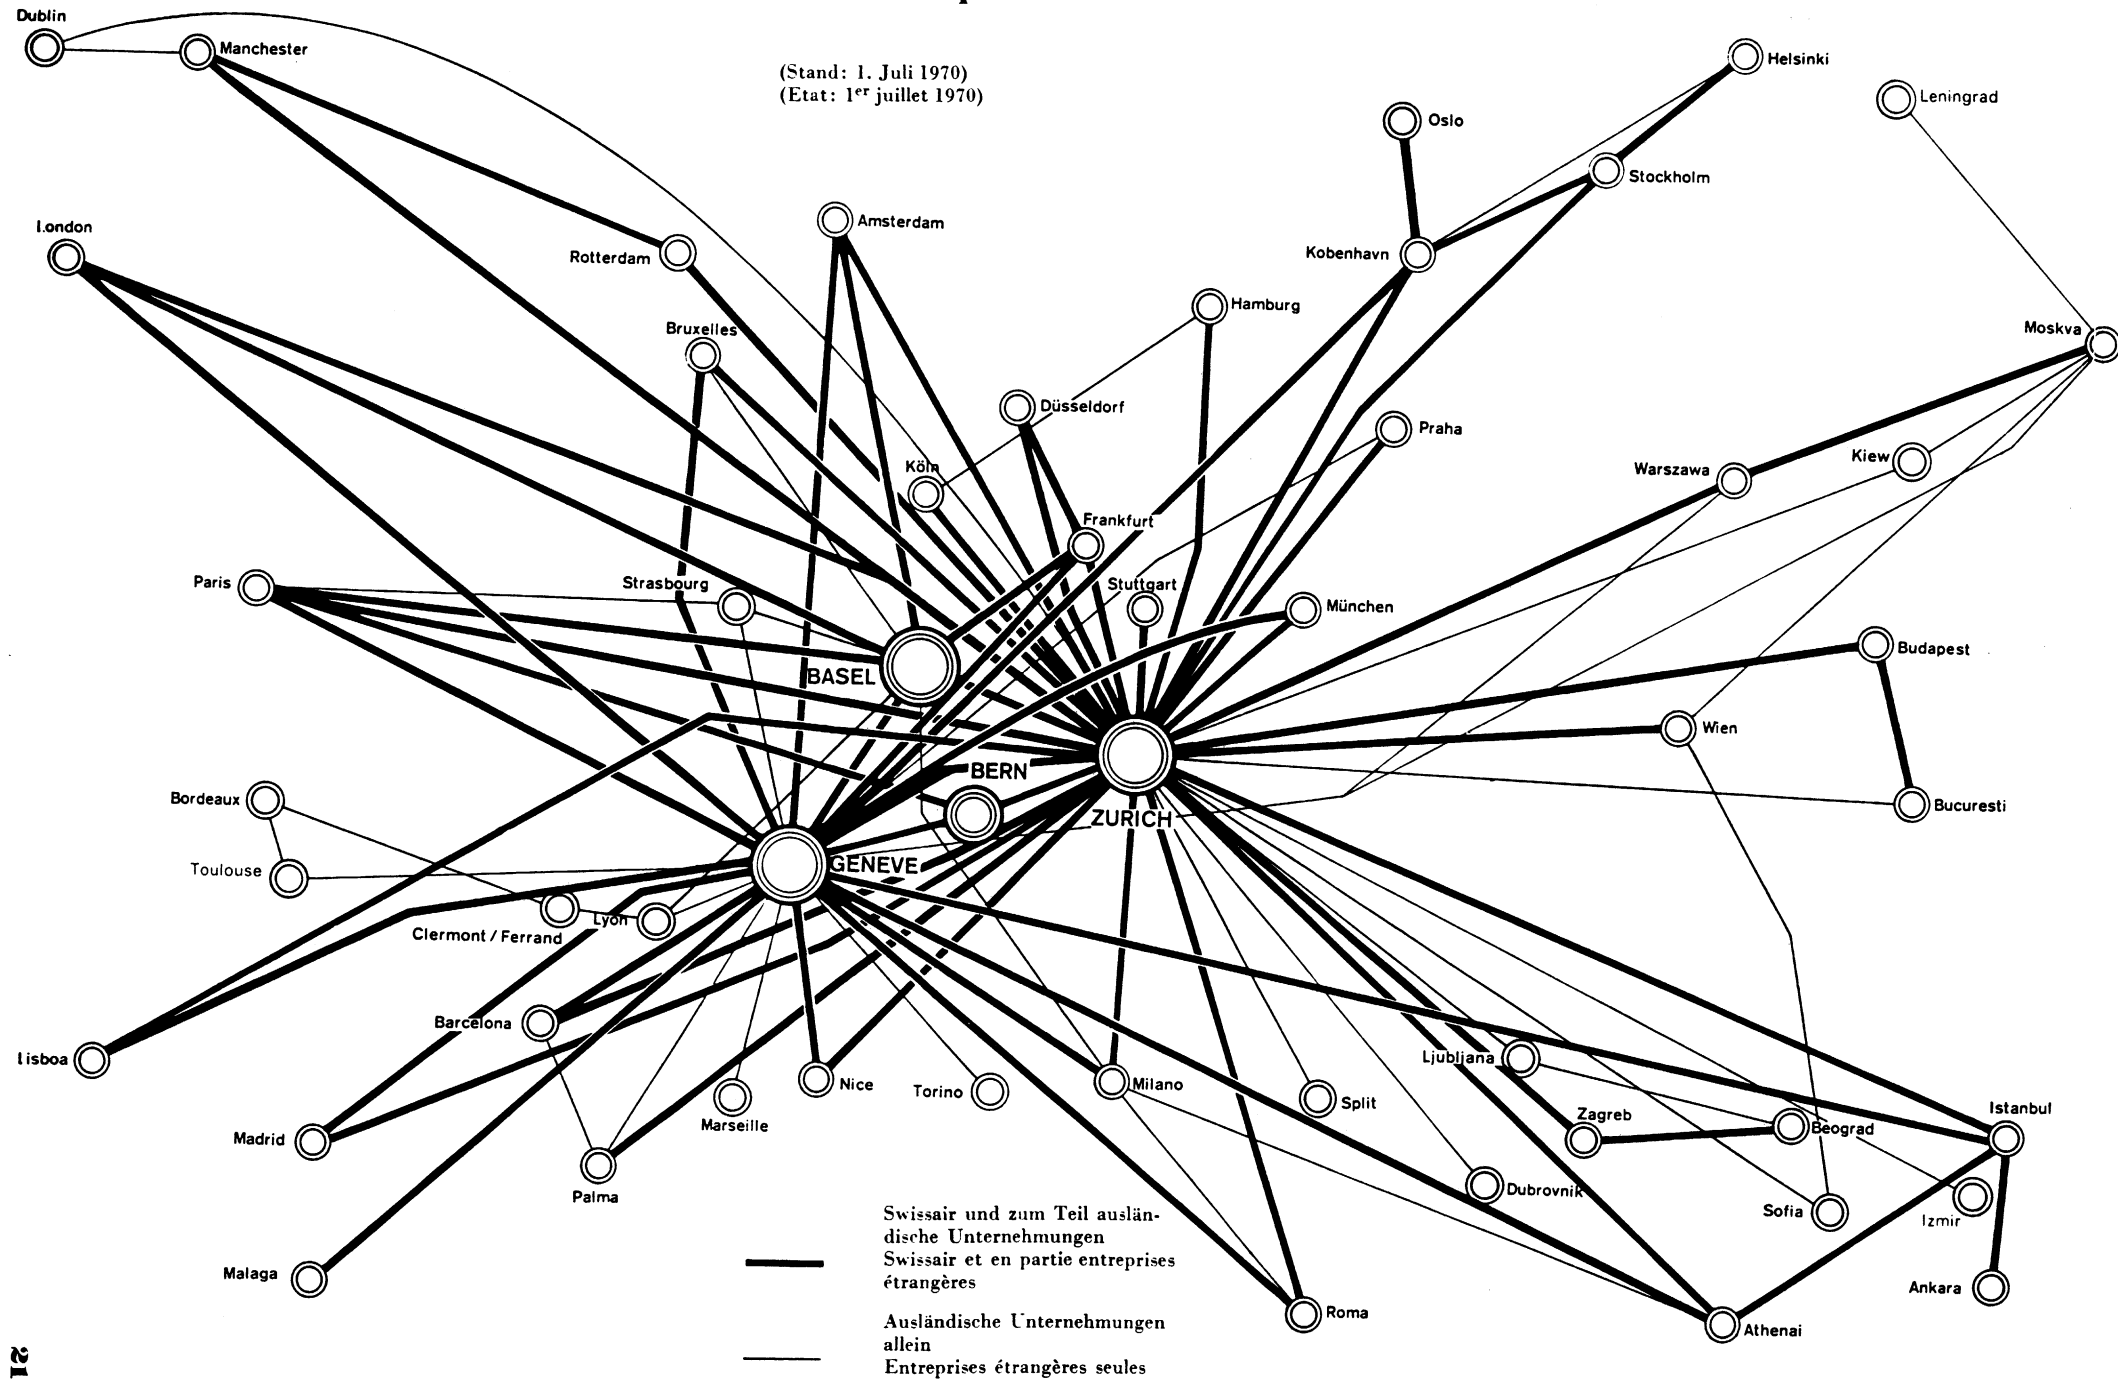 Dublin
Manchester
(Stand: 1. Juli 1970)
(Etat: 1er juillet 1970)
Helsinki
Leningrad
Oslo
Stockholm
London
Amsterdam
Rotterdam
Kobenhavn
Hamburg
Bruxelles
Moskva
Düsseldorf
Praha
Köln
Warszawa
Kiew
Frankfurt
Paris
Strasbourg
Stuttgart
München
BASEL
Budapest
Wien
BERN
Bordeaux
ZURICH
Bucuresti
Toulouse
GENEVE
Lyon
Clermont / Ferrand
Barcelona
Lisboa
Nice
Torino
Milano
Ljubljana
Split
Marseille
Zagreb
Beograd
Istanbul
Madrid
Palma
Dubrovnik
Sofia
Izmir
Malaga
Ankara
Roma
Athenai
Swissair und zum Teil auslän-
dische Unternehmungen
Swissair et en partie entreprises
étrangères
Ausländische Unternehmungen
allein
Entreprises étrangères seules
21